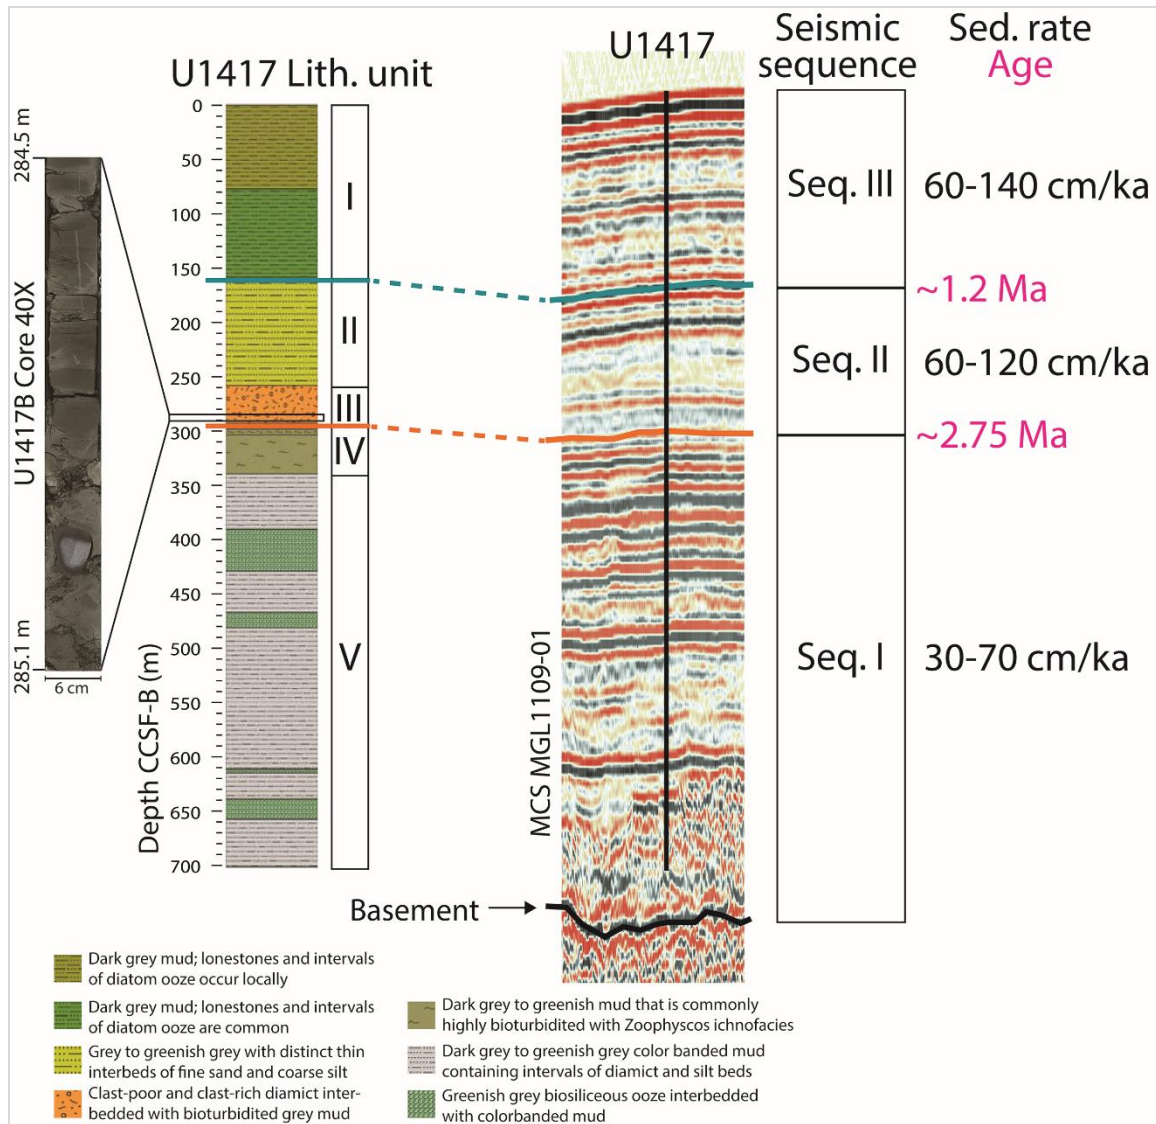 U1417 Lith. unit
U1417
Seismic
sequence
Sed. rate
Age
284.5 m
U1417B Core 40X
285.1 m
6 cm
Depth CCSF-B (m)
0
50
100
150
200
250
300
350
400
450
500
550
600
650
700
I
II
III
IV
V
MCS MGL1109-01
Basement
Seq. III
60-140 cm/ka
~1.2 Ma
Seq. II
60-120 cm/ka
~2.75 Ma
Seq. I
30-70 cm/ka
Dark grey mud; lonestones and intervals
of diatom ooze occur locally
Dark grey mud; lonestones and intervals
of diatom ooze are common
Grey to greenish grey with distinct thin
interbeds of fine sand and coarse silt
Clast-poor and clast-rich diamict inter-
bedded with bioturbidited grey mud
Dark grey to greenish mud that is commonly
highly bioturbidited with Zoophyscos ichnofacies
Dark grey to greenish grey color banded mud
containing intervals of diamict and silt beds
Greenish grey biosiliceous ooze interbedded
with colorbanded mud